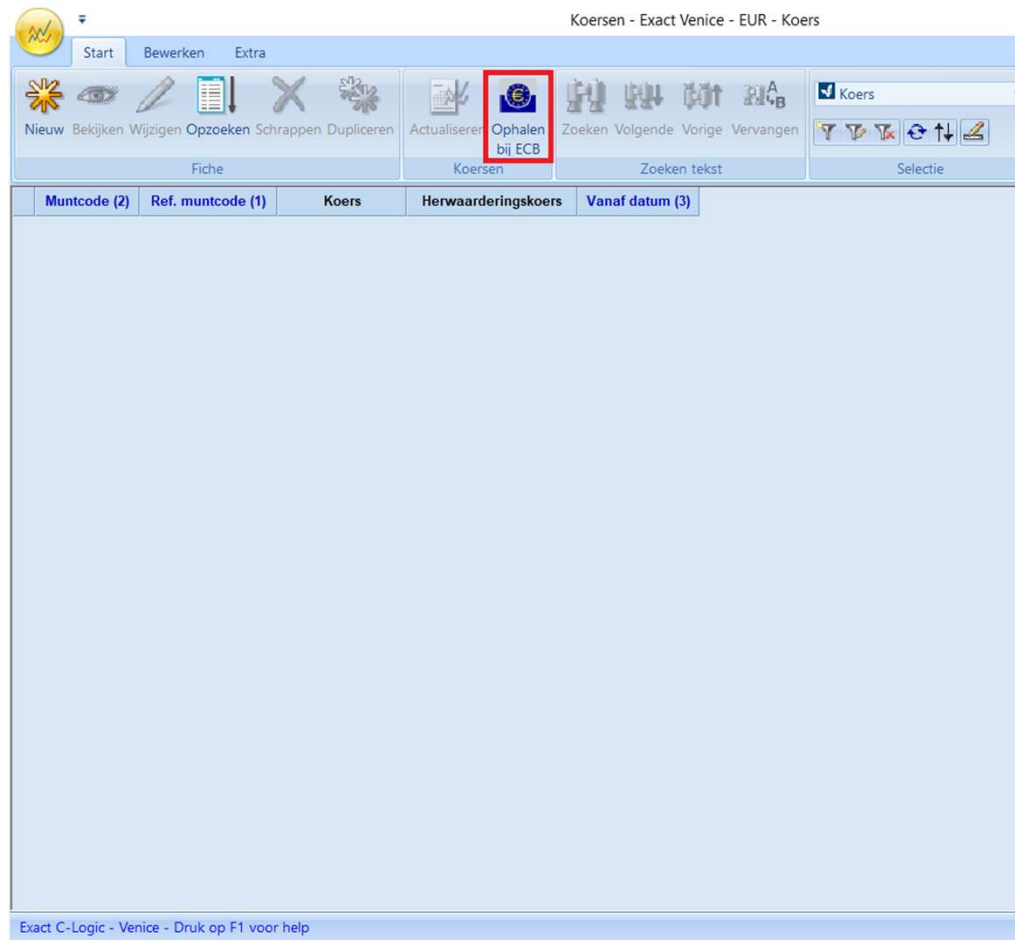 Koersen - Exact Venice - EUR - Koers
Start Bewerken Extra
Nieuw Bekijken Wijzigen Opzoeken Schrappen Dupliceren Actualiseren Ophalen bij ECB Zoeken Volgende Vorige Vervangen
Koers
Fiche Koersen Zoeken tekst Selectie
Muntcode (2) Ref. muntcode (1) Koers Herwaarderingskoers Vanaf datum (3)
Exact C-Logic - Venice - Druk op F1 voor help